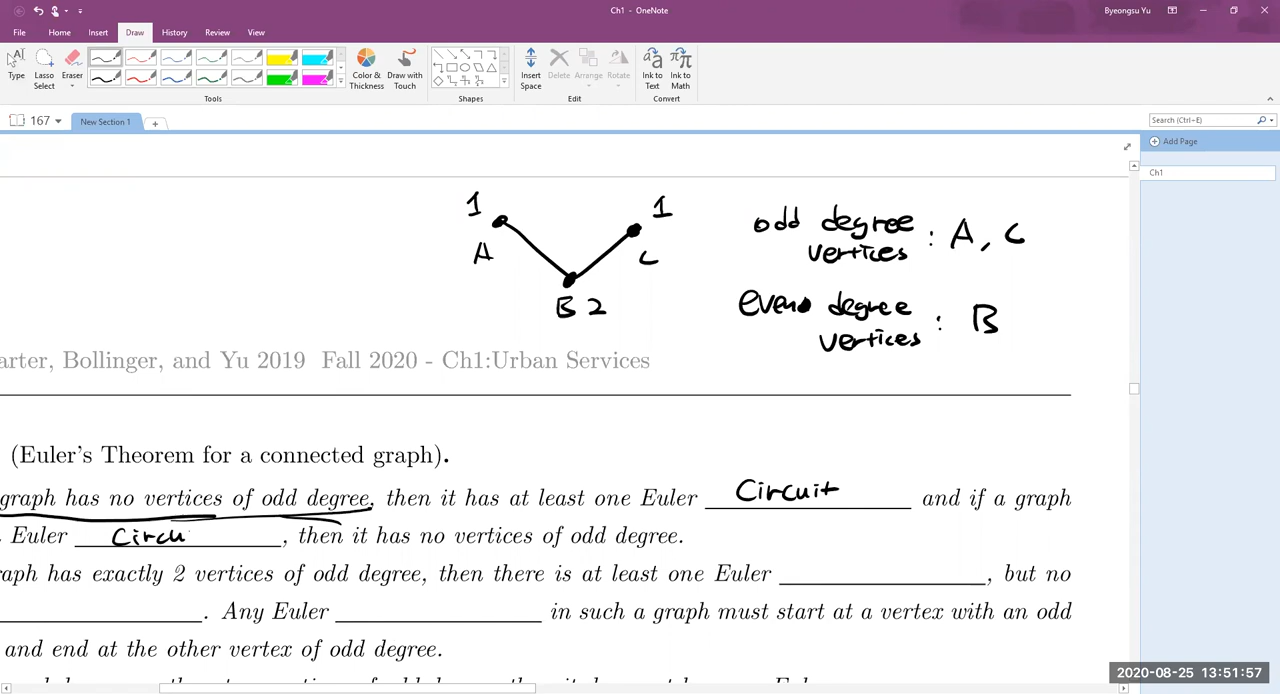 Ch1 - OneNote
Byeongsu Yu
File Home Insert Draw History Review View
Type
Lasso Select
Eraser
Color & Thickness
Draw with Touch
Insert Space
Delete
Arrange
Rotate
Ink to Text
Ink to Math
Tools
Shapes
Edit
Convert
167
New Section 1
Search (Ctrl+E)
Add Page
Ch1
1
1
A
C
B 2
odd degree
vertices : A, C
even degree
vertices : B
arter, Bollinger, and Yu 2019 Fall 2020 - Ch1:Urban Services
(Euler's Theorem for a connected graph).
graph has no vertices of odd degree, then it has at least one Euler Circuit and if a graph
Euler Circu, then it has no vertices of odd degree.
raph has exactly 2 vertices of odd degree, then there is at least one Euler , but no
. Any Euler in such a graph must start at a vertex with an odd
and end at the other vertex of odd degree.
2020-08-25 13:51:57